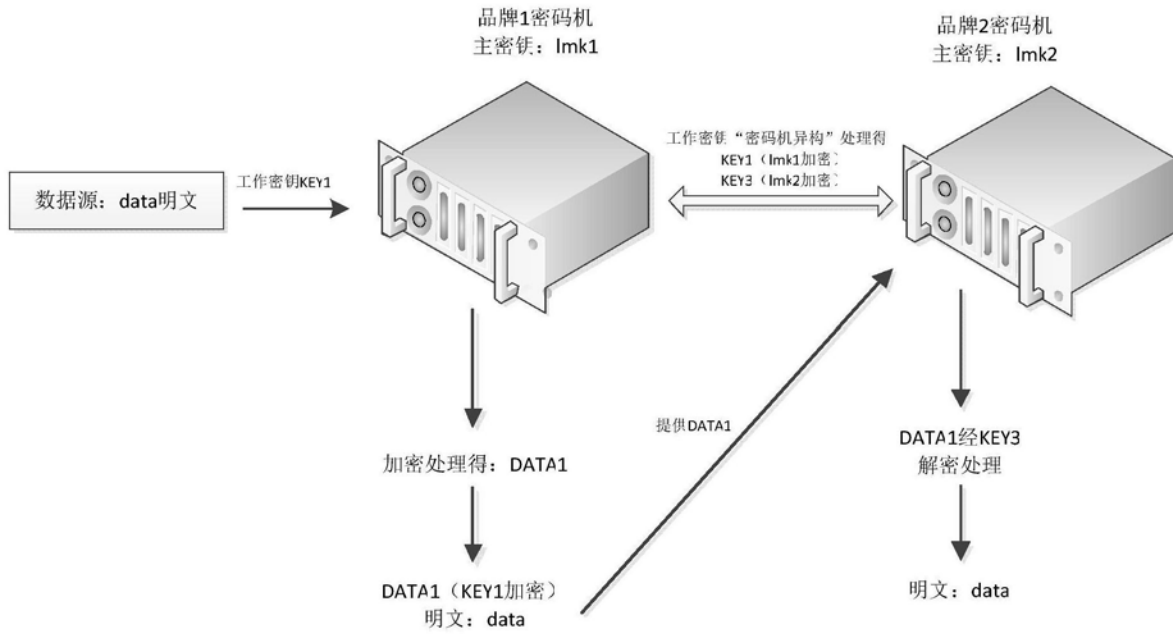 品牌1密码机
主密钥：lmk1
品牌2密码机
主密钥：lmk2
数据源：data明文
工作密钥KEY1
工作密钥“密码机异构”处理得
KEY1（lmk1加密）
KEY3（lmk2加密）
加密处理得：DATA1
提供DATA1
DATA1经KEY3
解密处理
DATA1（KEY1加密）
明文：data
明文：data